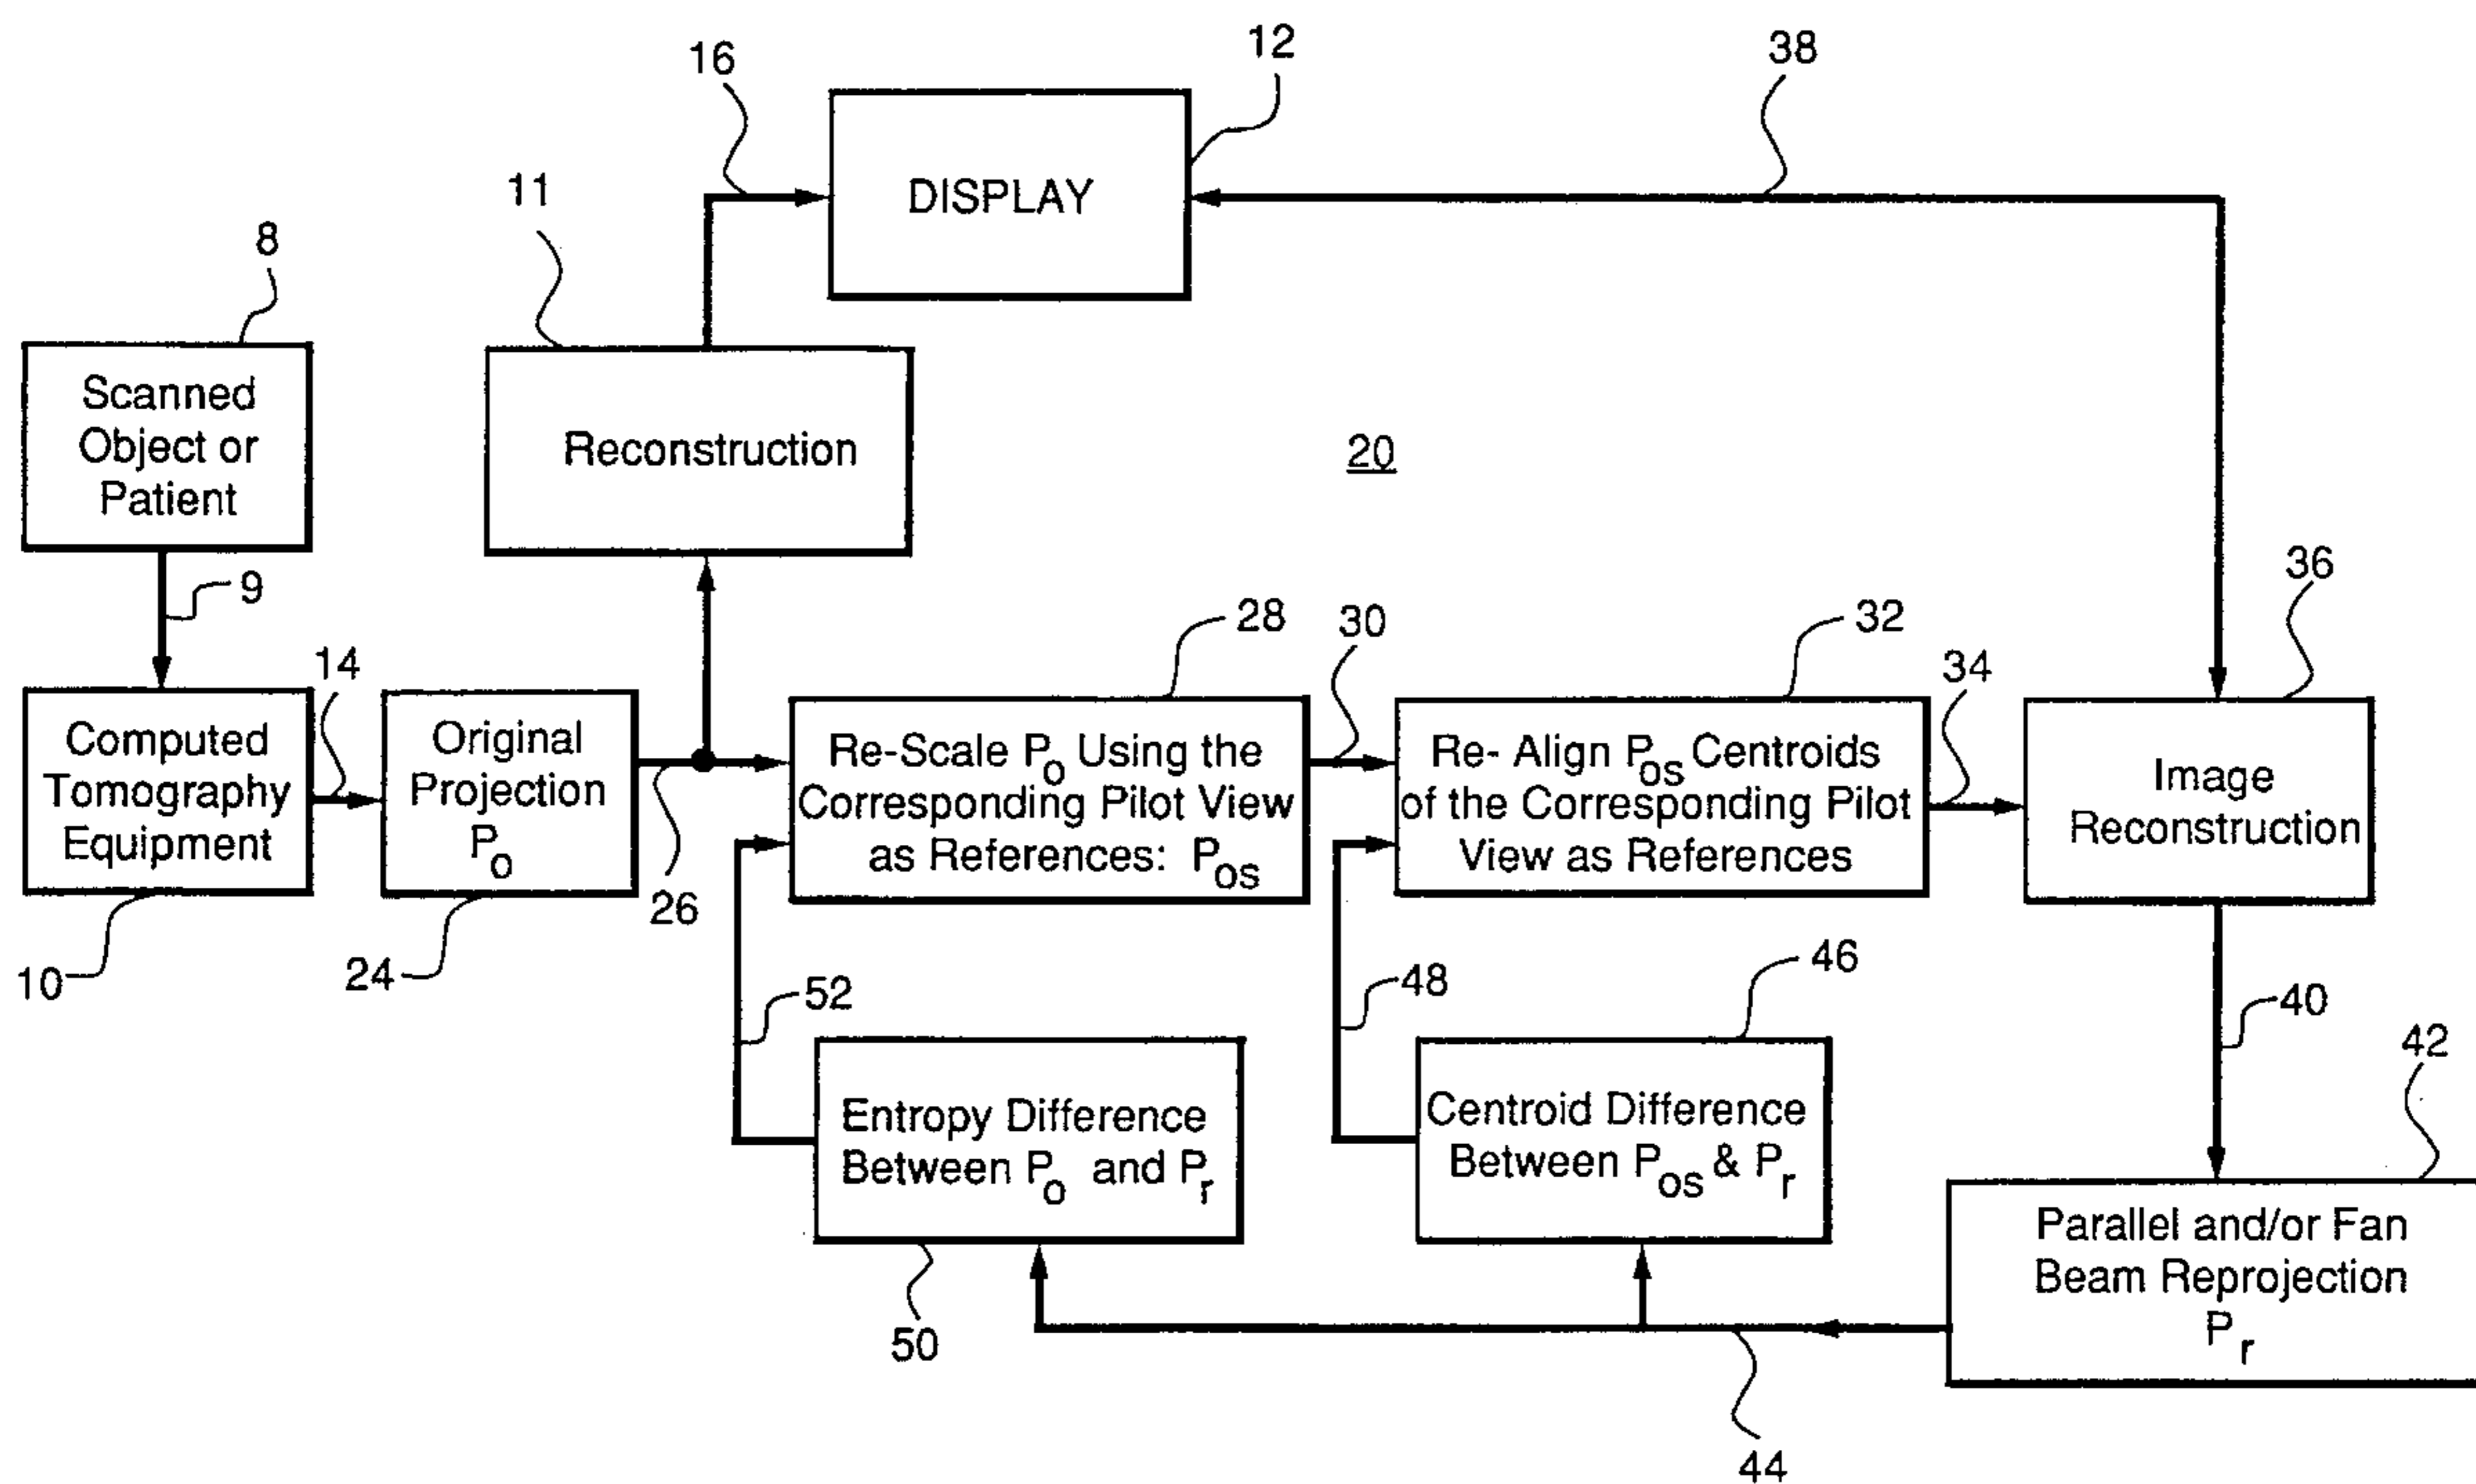 16
12
38
11
DISPLAY
8
Scanned
Object or
Patient
Reconstruction
20
9
36
28
30
32
14
34
Computed
Tomography
Equipment
Original
Projection
Po
Re-Scale Po Using the
Corresponding Pilot View
as References: Pos
Re- Align Pos Centroids
of the Corresponding Pilot
View as References
Image
Reconstruction
26
10
24
52
48
46
40
42
Entropy Difference
Between Po and Pr
Centroid Difference
Between Pos & Pr
Parallel and/or Fan
Beam Reprojection
Pr
50
44